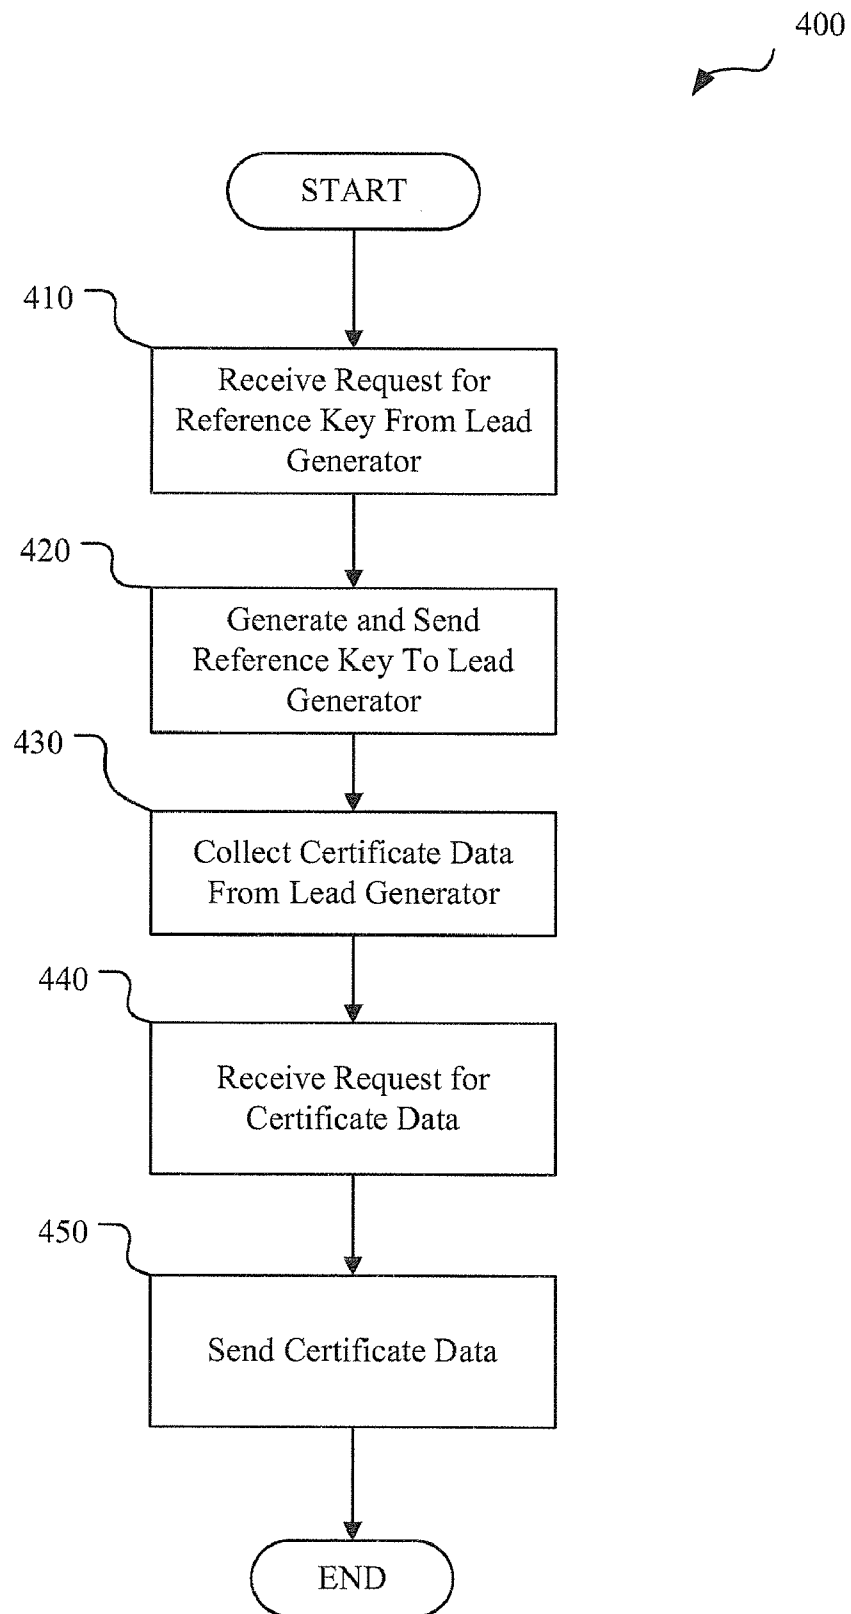 400
START
410
Receive Request for
Reference Key From Lead
Generator
420
Generate and Send
Reference Key To Lead
Generator
430
Collect Certificate Data
From Lead Generator
440
Receive Request for
Certificate Data
450
Send Certificate Data
END